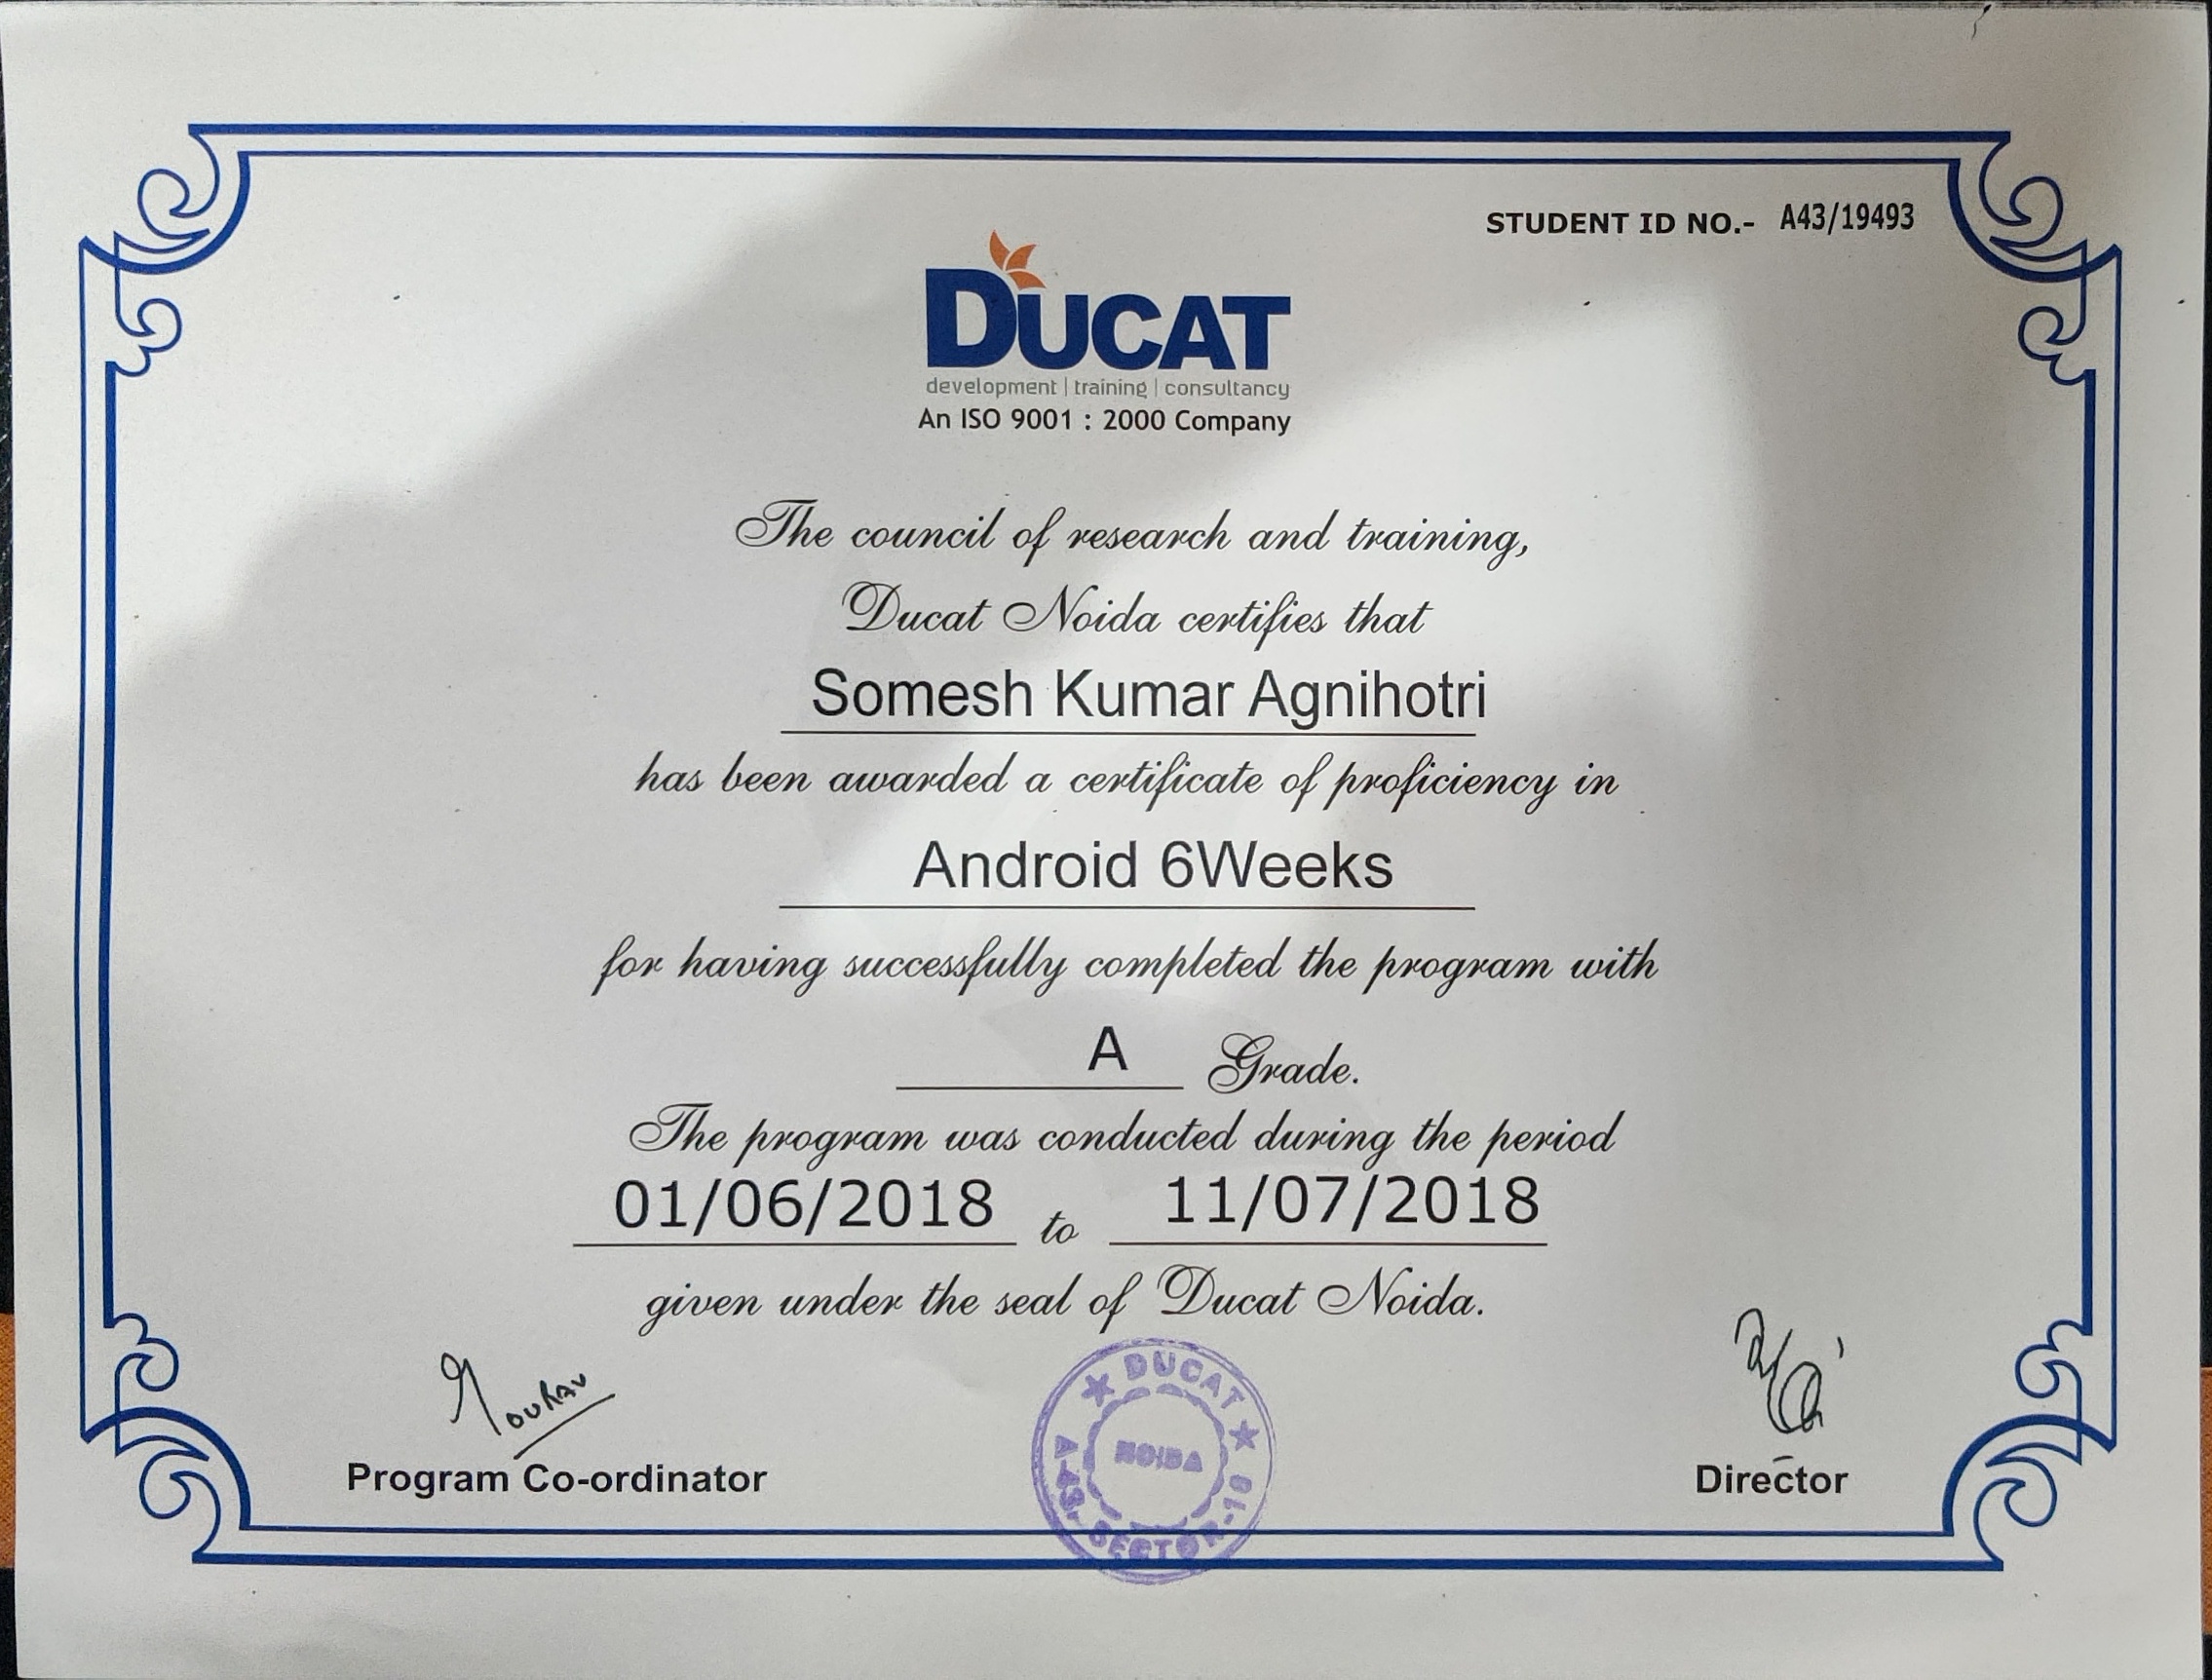 STUDENT ID NO.- A43/19493
DUCAT
development | training | consultancy
An ISO 9001 : 2000 Company
The council of research and training,
Ducat Noida certifies that
Somesh Kumar Agnihotri
has been awarded a certificate of proficiency in
Android 6Weeks
for having successfully completed the program with
A Grade.
The program was conducted during the period
01/06/2018 to 11/07/2018
given under the seal of Ducat Noida.
Program Co-ordinator
DUCAT
NOIDA
A-43, SECTOR-16
Director